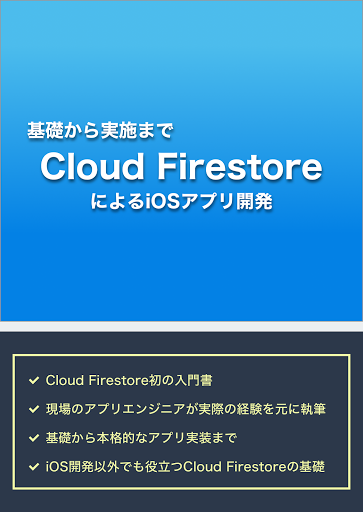 基礎から実施まで
Cloud Firestore
によるiOSアプリ開発
Cloud Firestore初の入門書
現場のアプリエンジニアが実際の経験を元に執筆
基礎から本格的なアプリ実装まで
iOS開発以外でも役立つCloud Firestoreの基礎